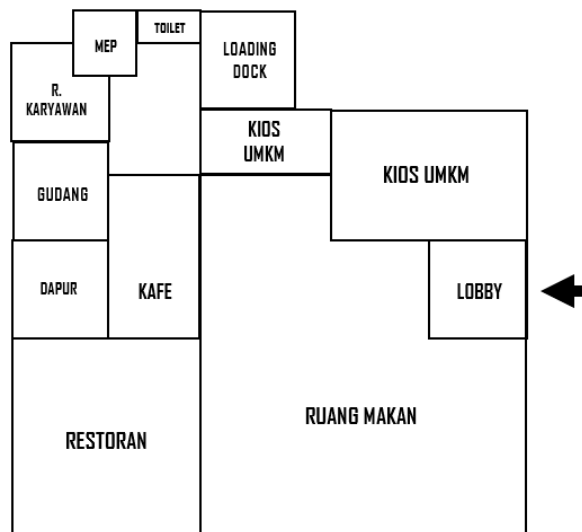 TOILET
MEP
LOADING
DOCK
R.
KARYAWAN
KIOS
UMKM
KIOS UMKM
GUDANG
DAPUR
KAFE
LOBBY
RUANG MAKAN
RESTORAN